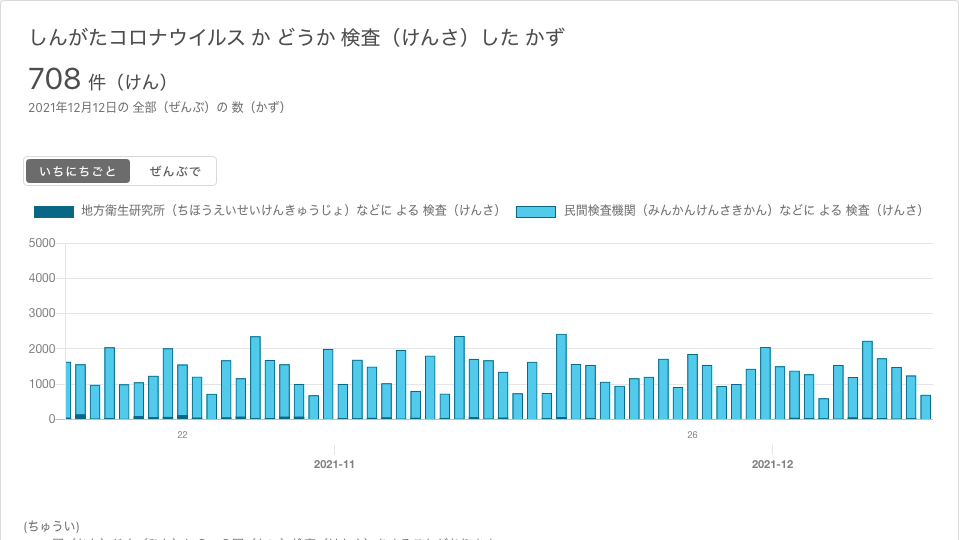 しんがたコロナウイルス か どうか 検査（けんさ）した かず
708 件（けん）
2021年12月12日の 全部（ぜんぶ）の 数（かず）
いちにちごと ぜんぶで
地方衛生研究所（ちほうえいせいけんきゅうじょ）などに よる 検査（けんさ） 民間検査機関（みんかんけんさきかん）などに よる 検査（けんさ）
5000
4000
3000
2000
1000
0
22 26
2021-11 2021-12
(ちゅうい)